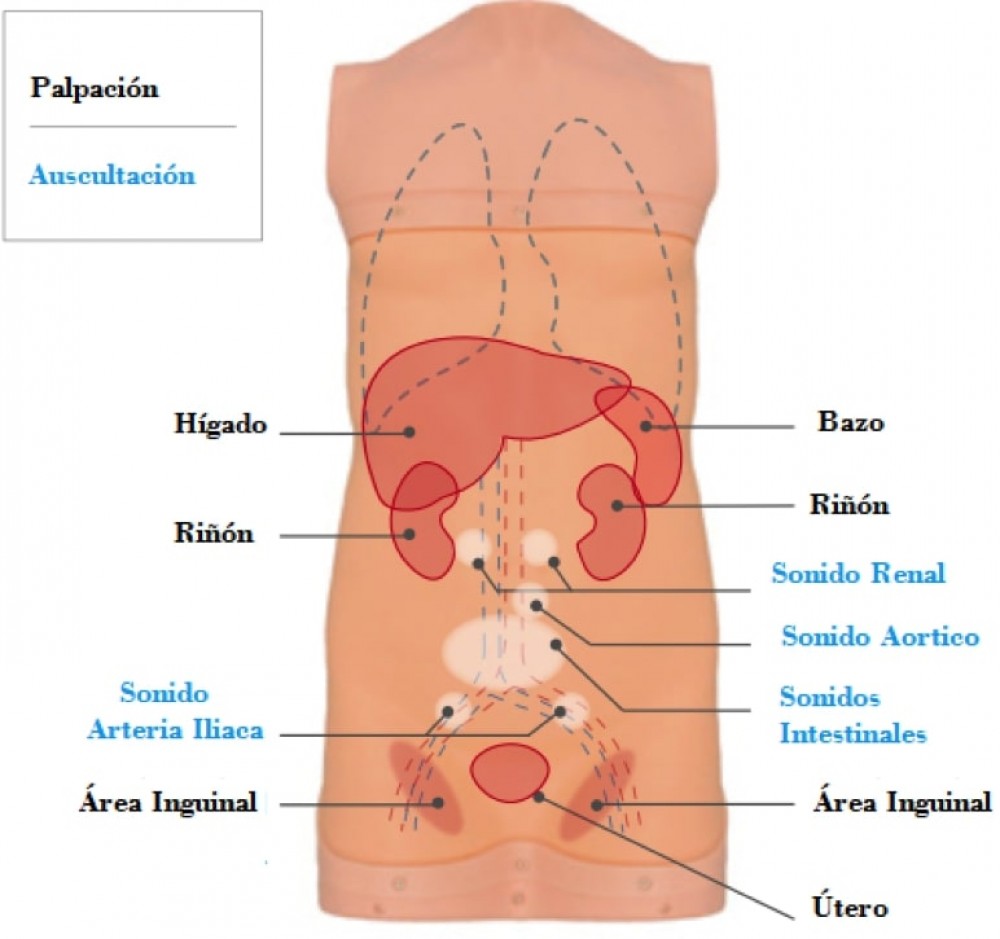 Palpación
Auscultación
Hígado
Bazo
Riñón
Riñón
Sonido Renal
Sonido Aortico
Sonido
Arteria Iliaca
Sonidos
Intestinales
Área Inguinal
Área Inguinal
Útero